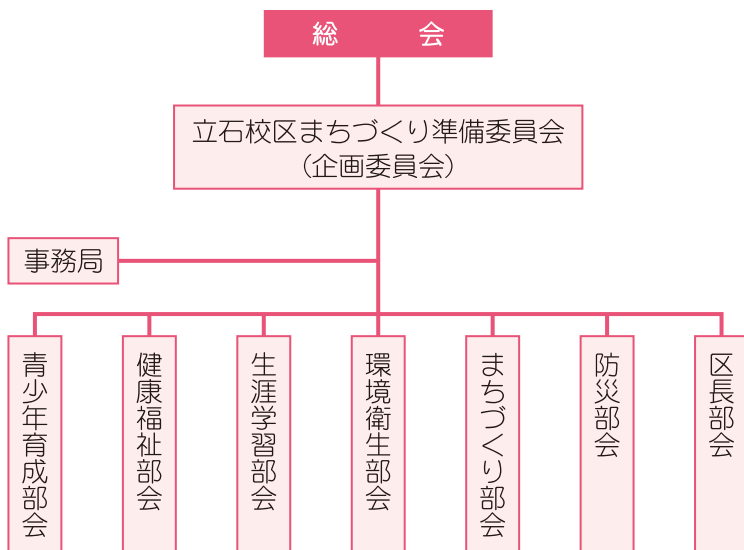 総 会
立石校区まちづくり準備委員会
(企画委員会)
事務局
青少年育成部会
健康福祉部会
生涯学習部会
環境衛生部会
まちづくり部会
防災部会
区長部会